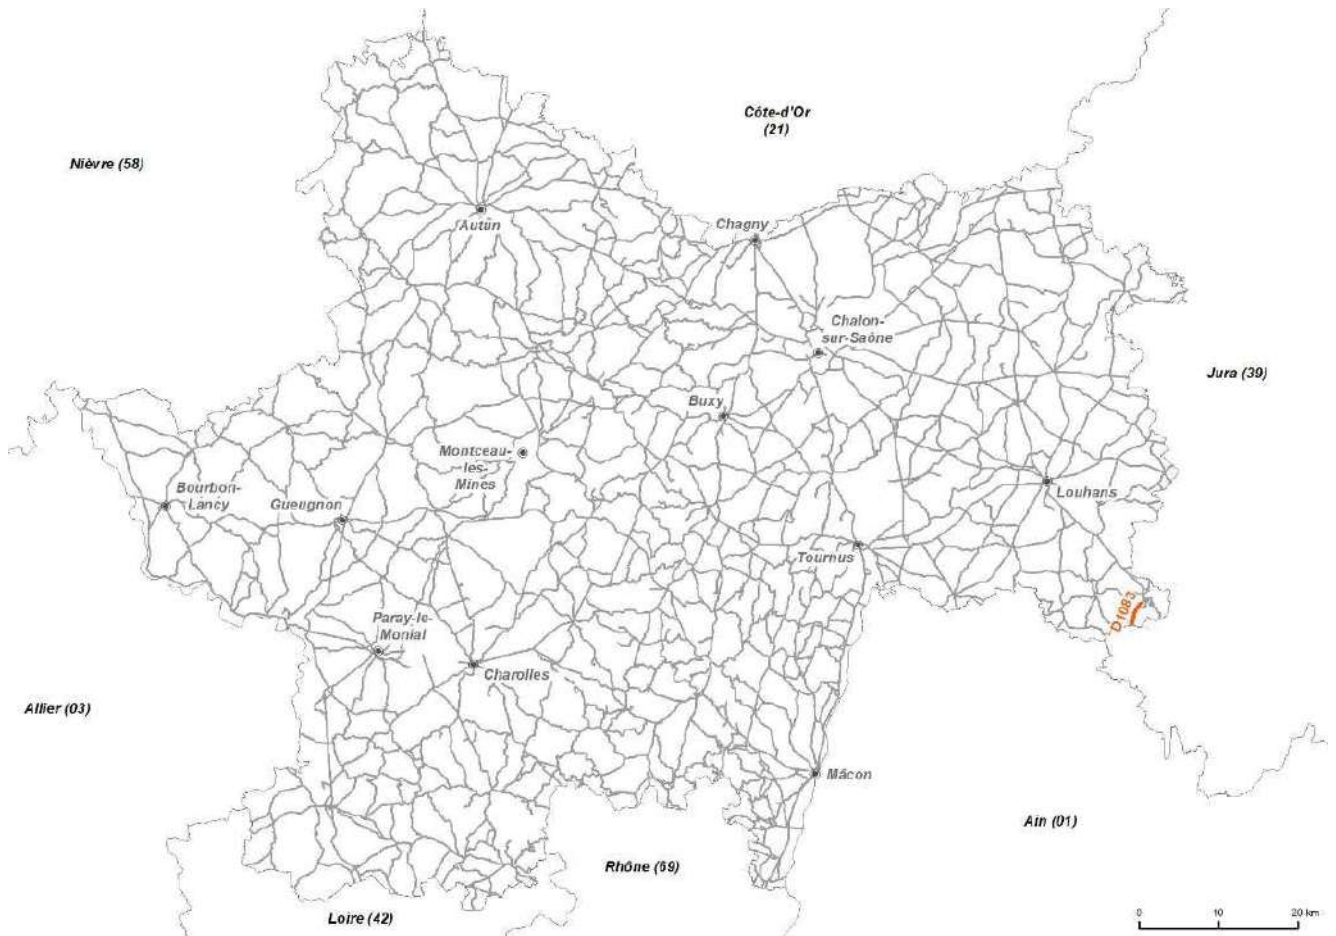 Côte-d'Or
(21)
Nièvre (58)
Autun
Chagny
Chalon-
sur-Saône
Jura (39)
Buxy
Montceau-
les-
Mines
Bourbon-
Lancy
Gueugnon
Louhans
Tournus
D1083
Paray-le-
Monial
Charolles
Allier (03)
Mâcon
Ain (01)
Rhône (69)
Loire (42)
0 10 20 km